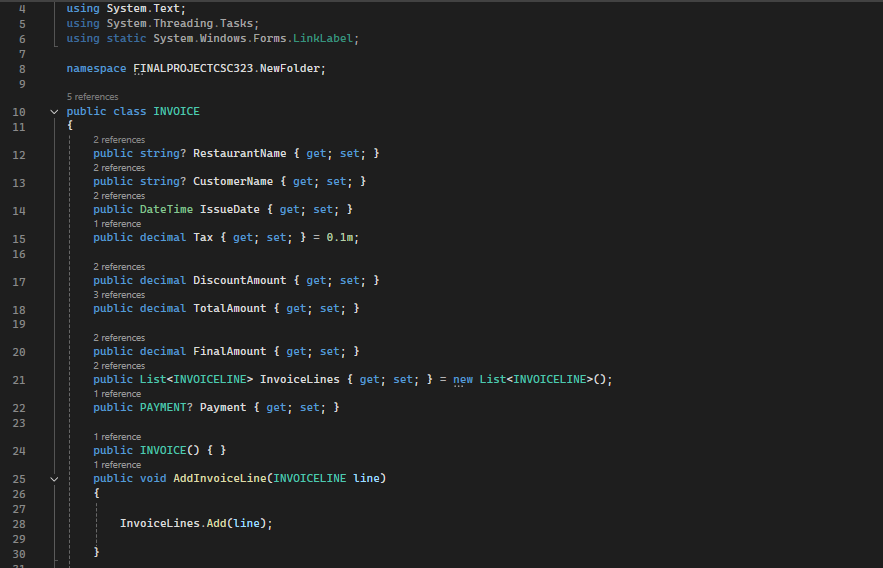 4 using System.Text;
5 using System.Threading.Tasks;
6 using static System.Windows.Forms.LinkLabel;
7
8 namespace FINALPROJECTCSC323.NewFolder;
9
5 references
10 public class INVOICE
11 {
2 references
12 public string? RestaurantName { get; set; }
2 references
13 public string? CustomerName { get; set; }
2 references
14 public DateTime IssueDate { get; set; }
1 reference
15 public decimal Tax { get; set; } = 0.1m;
16
2 references
17 public decimal DiscountAmount { get; set; }
3 references
18 public decimal TotalAmount { get; set; }
19
2 references
20 public decimal FinalAmount { get; set; }
2 references
21 public List<INVOICELINE> InvoiceLines { get; set; } = new List<INVOICELINE>();
1 reference
22 public PAYMENT? Payment { get; set; }
23
1 reference
24 public INVOICE() { }
1 reference
25 public void AddInvoiceLine(INVOICELINE line)
26 {
27
28 InvoiceLines.Add(line);
29
30 }
31